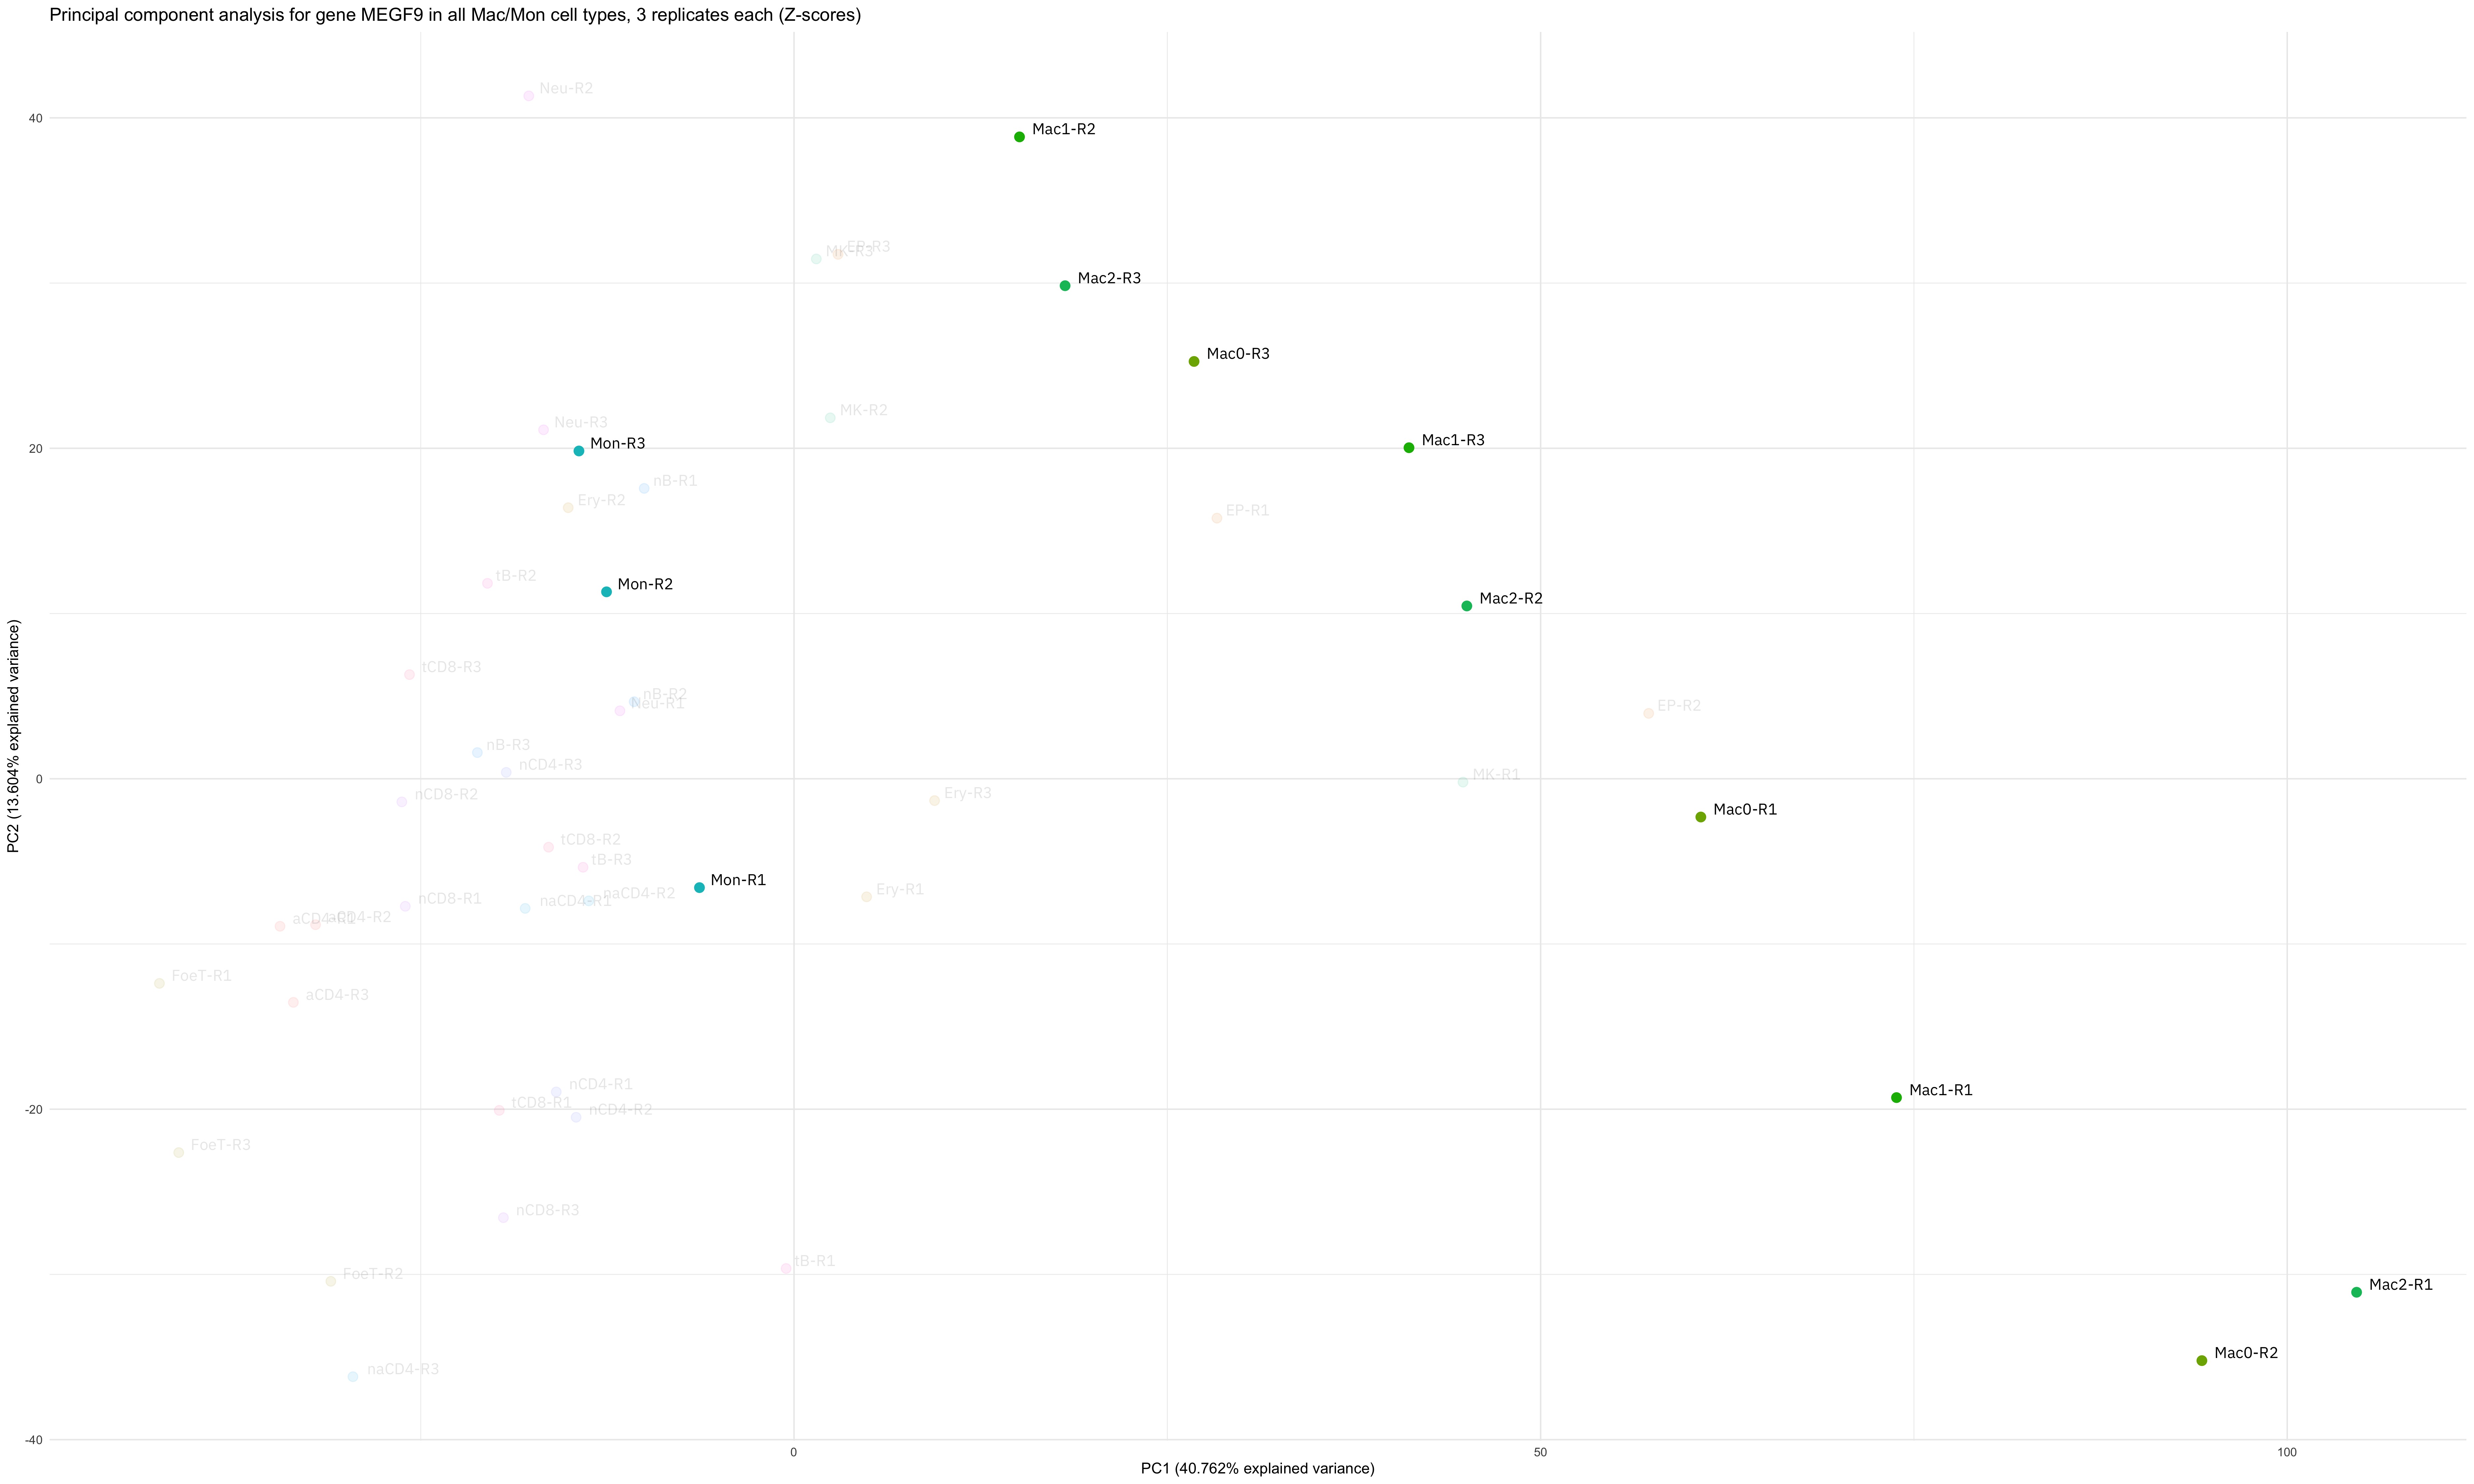 Principal component analysis for gene MEGF9 in all Mac/Mon cell types, 3 replicates each (Z-scores)
Neu-R2
40
Mac1-R2
EP-R3
MK-R3
Mac2-R3
Mac0-R3
MK-R2
Neu-R3
Mon-R3
Mac1-R3
20
nB-R1
Ery-R2
EP-R1
tB-R2
Mon-R2
Mac2-R2
tCD8-R3
nB-R2
Neu-R1
EP-R2
nB-R3
nCD4-R3
MK-R1
0
nCD8-R2
Ery-R3
Mac0-R1
tCD8-R2
tB-R3
Mon-R1
Ery-R1
naCD4-R2
nCD8-R1
naCD4-R1
aCD4-R1
aCD4-R2
FoeT-R1
aCD4-R3
nCD4-R1
Mac1-R1
tCD8-R1
nCD4-R2
-20
FoeT-R3
nCD8-R3
tB-R1
FoeT-R2
Mac2-R1
Mac0-R2
naCD4-R3
-40
0
50
100
PC1 (40.762% explained variance)
PC2 (13.604% explained variance)